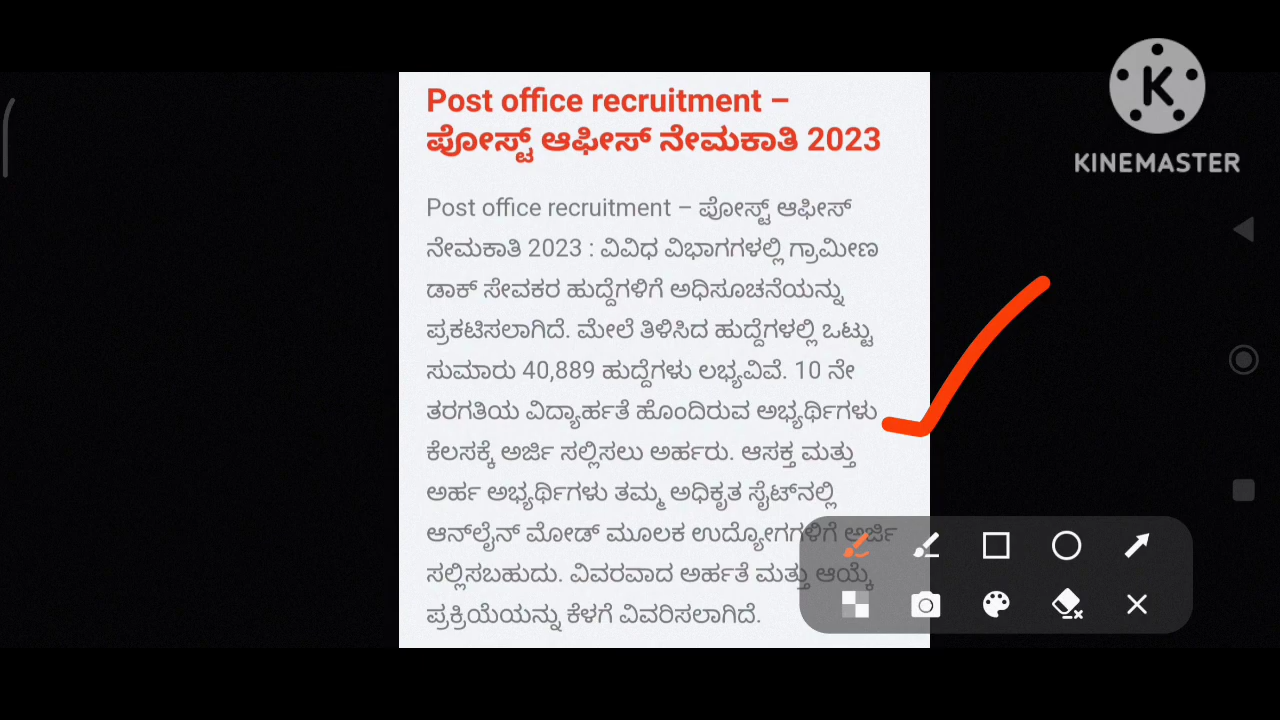 KINEMASTER
Post office recruitment –
ಪೋಸ್ಟ್ ಆಫೀಸ್ ನೇಮಕಾತಿ 2023
Post office recruitment – ಪೋಸ್ಟ್ ಆಫೀಸ್
ನೇಮಕಾತಿ 2023 : ವಿವಿಧ ವಿಭಾಗಗಳಲ್ಲಿ ಗ್ರಾಮೀಣ
ಡಾಕ್ ಸೇವಕರ ಹುದ್ದೆಗಳಿಗೆ ಅಧಿಸೂಚನೆಯನ್ನು
ಪ್ರಕಟಿಸಲಾಗಿದೆ. ಮೇಲೆ ತಿಳಿಸಿದ ಹುದ್ದೆಗಳಲ್ಲಿ ಒಟ್ಟು
ಸುಮಾರು 40,889 ಹುದ್ದೆಗಳು ಲಭ್ಯವಿವೆ. 10 ನೇ
ತರಗತಿಯ ವಿದ್ಯಾರ್ಹತೆ ಹೊಂದಿರುವ ಅಭ್ಯರ್ಥಿಗಳು
ಕೆಲಸಕ್ಕೆ ಅರ್ಜಿ ಸಲ್ಲಿಸಲು ಅರ್ಹರು. ಆಸಕ್ತ ಮತ್ತು
ಅರ್ಹ ಅಭ್ಯರ್ಥಿಗಳು ತಮ್ಮ ಅಧಿಕೃತ ಸೈಟ್‌ನಲ್ಲಿ
ಆನ್‌ಲೈನ್ ಮೋಡ್ ಮೂಲಕ ಉದ್ಯೋಗಗಳಿಗೆ ಅರ್ಜಿ
ಸಲ್ಲಿಸಬಹುದು. ವಿವರವಾದ ಅರ್ಹತೆ ಮತ್ತು ಆಯ್ಕೆ
ಪ್ರಕ್ರಿಯೆಯನ್ನು ಕೆಳಗೆ ವಿವರಿಸಲಾಗಿದೆ.